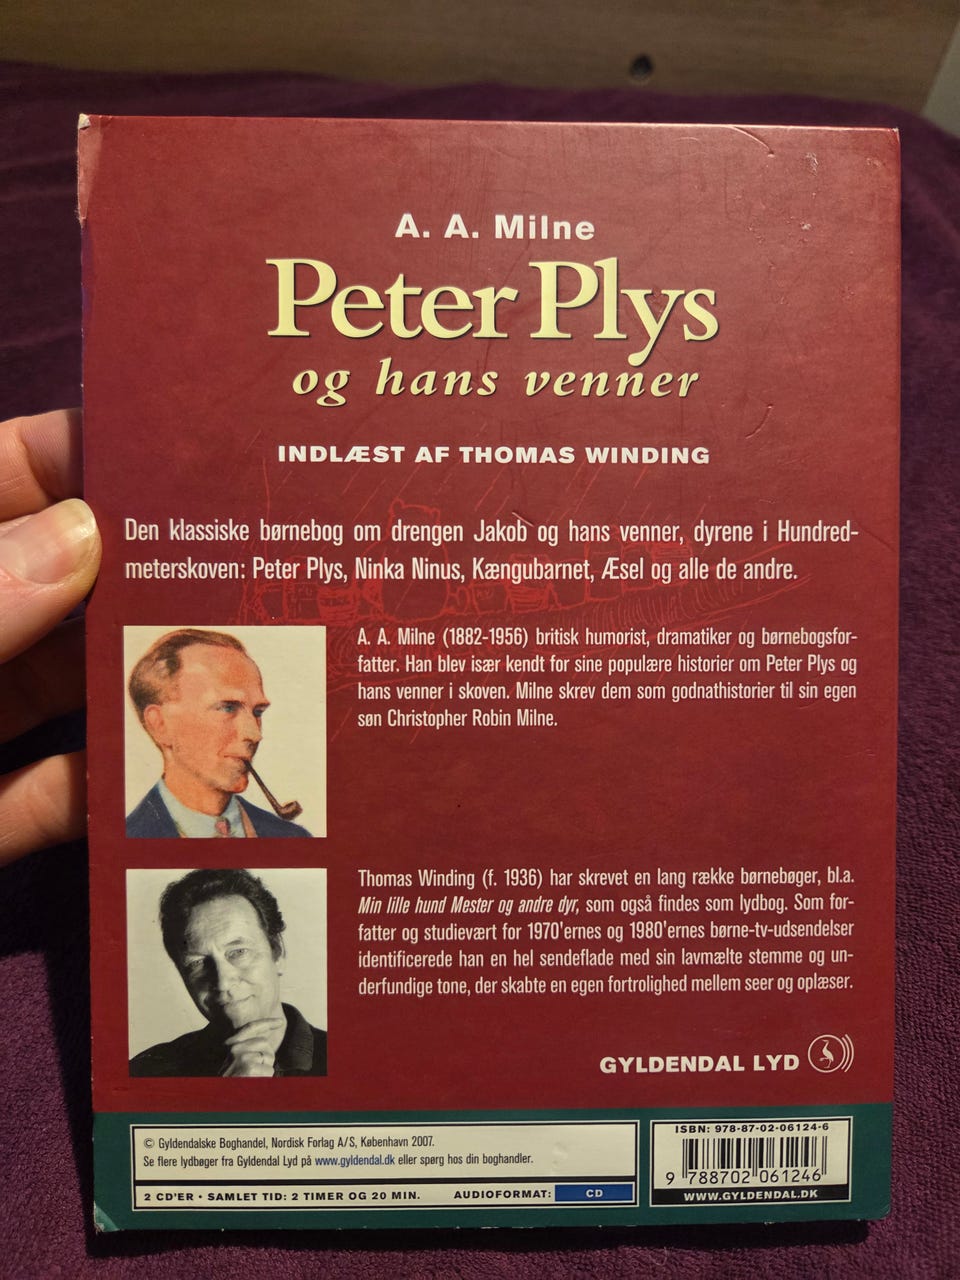 A. A. Milne
Peter Plys
og hans venner
INDLÆST AF THOMAS WINDING
Den klassiske børnebog om drengen Jakob og hans venner, dyrene i Hundred-
meterskoven: Peter Plys, Ninka Ninus, Kængubarnet, Æsel og alle de andre.
A. A. Milne (1882-1956) britisk humorist, dramatiker og børnebogsfor-
fatter. Han blev især kendt for sine populære historier om Peter Plys og
hans venner i skoven. Milne skrev dem som godnathistorier til sin egen
søn Christopher Robin Milne.
Thomas Winding (f. 1936) har skrevet en lang række børnebøger, bl.a.
Min lille hund Mester og andre dyr, som også findes som lydbog. Som for-
fatter og studievært for 1970'ernes og 1980'ernes børne-tv-udsendelser
identificerede han en hel sendeflade med sin lavmælte stemme og un-
derfundige tone, der skabte en egen fortrolighed mellem seer og oplæser.
GYLDENDAL LYD
© Gyldendalske Boghandel, Nordisk Forlag A/S, København 2007.
Se flere lydbøger fra Gyldendal Lyd på www.gyldendal.dk eller spørg hos din boghandler.
2 CD'ER • SAMLET TID: 2 TIMER OG 20 MIN. AUDIOFORMAT: CD
ISBN: 978-87-02-06124-6
9 788702 061246
WWW.GYLDENDAL.DK